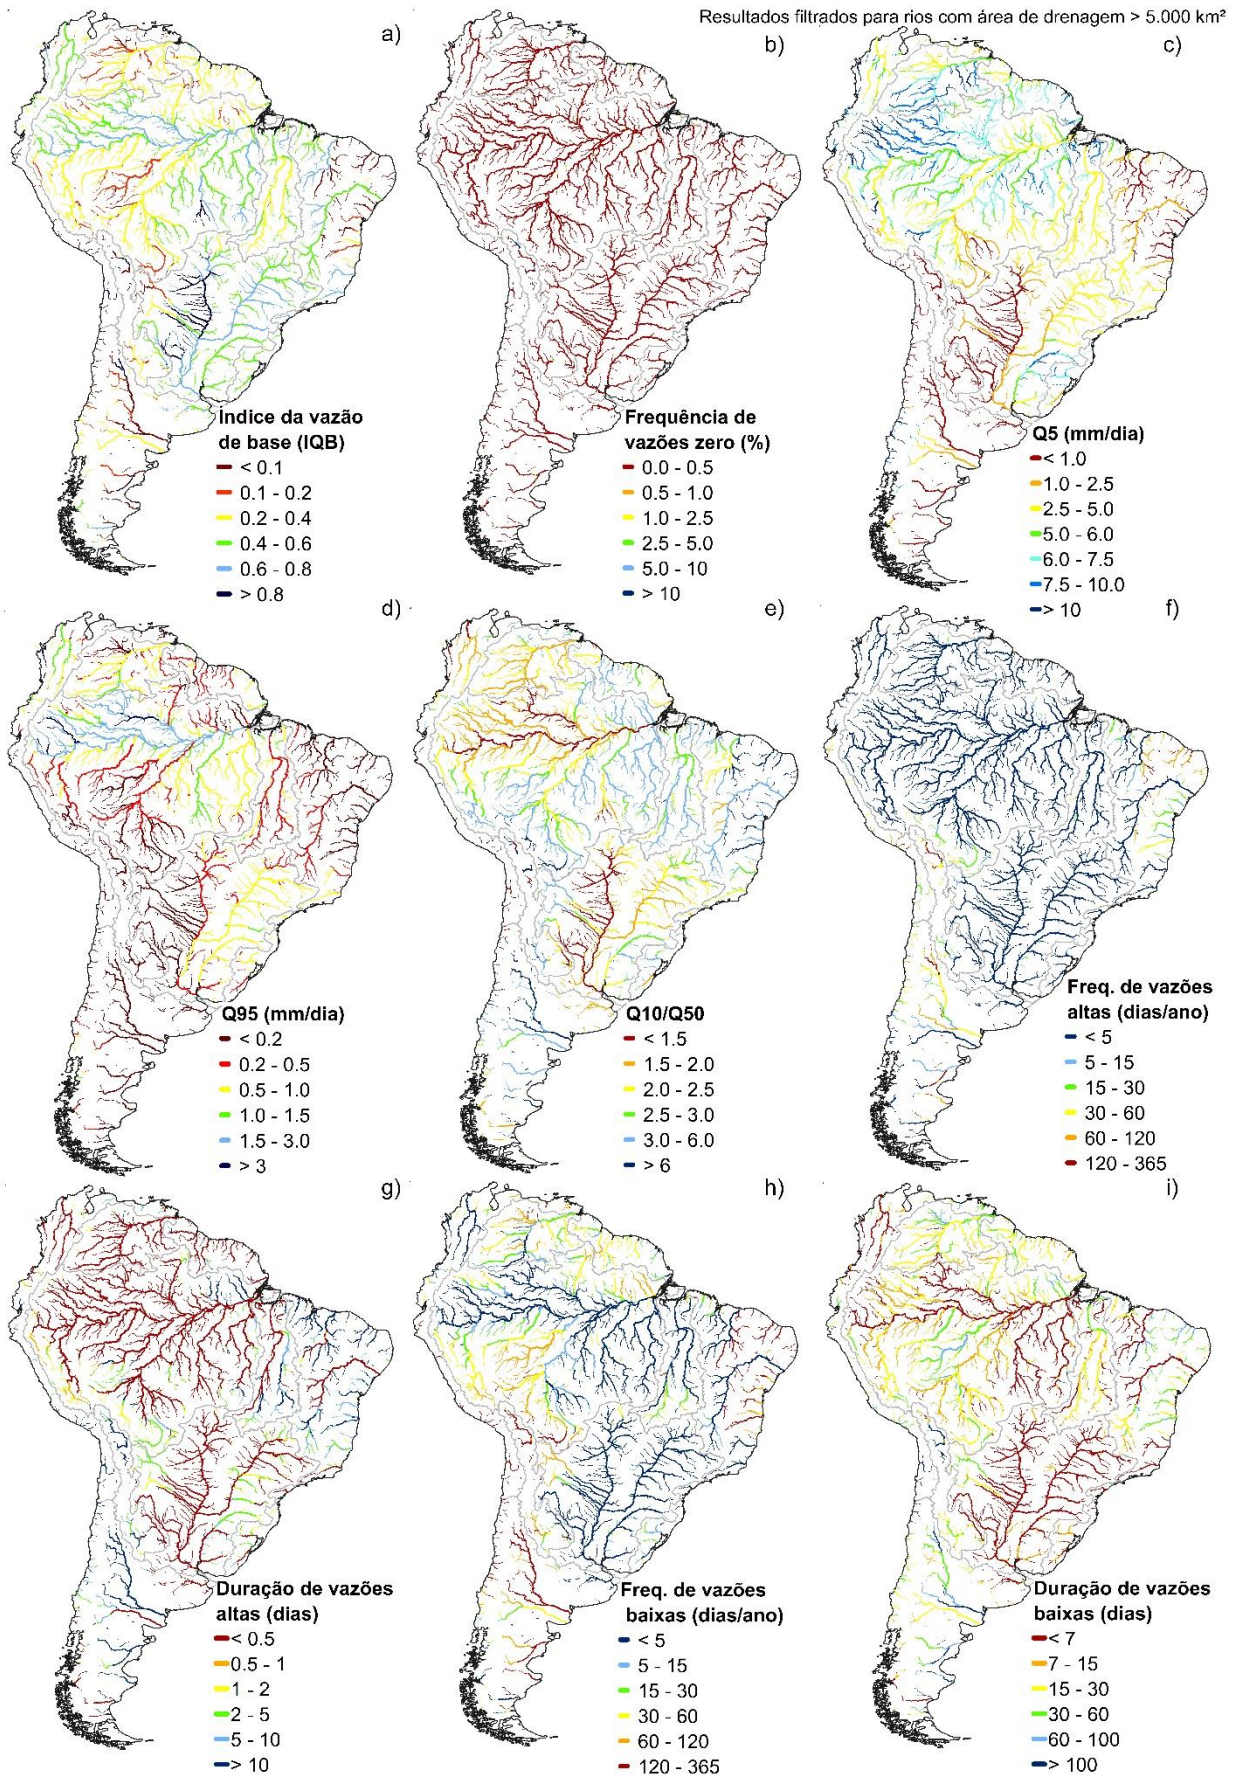 Resultados filtrados para rios com área de drenagem > 5.000 km²
a)
b)
c)
Índice da vazão
de base (IQB)
< 0.1
0.1 - 0.2
0.2 - 0.4
0.4 - 0.6
0.6 - 0.8
> 0.8
Frequência de
vazões zero (%)
0.0 - 0.5
0.5 - 1.0
1.0 - 2.5
2.5 - 5.0
5.0 - 10
> 10
Q5 (mm/dia)
< 1.0
1.0 - 2.5
2.5 - 5.0
5.0 - 6.0
6.0 - 7.5
7.5 - 10.0
> 10
d)
e)
f)
Q95 (mm/dia)
< 0.2
0.2 - 0.5
0.5 - 1.0
1.0 - 1.5
1.5 - 3.0
> 3
Q10/Q50
< 1.5
1.5 - 2.0
2.0 - 2.5
2.5 - 3.0
3.0 - 6.0
> 6
Freq. de vazões
altas (dias/ano)
< 5
5 - 15
15 - 30
30 - 60
60 - 120
120 - 365
g)
h)
i)
Duração de vazões
altas (dias)
< 0.5
0.5 - 1
1 - 2
2 - 5
5 - 10
> 10
Freq. de vazões
baixas (dias/ano)
< 5
5 - 15
15 - 30
30 - 60
60 - 120
120 - 365
Duração de vazões
baixas (dias)
< 7
7 - 15
15 - 30
30 - 60
60 - 100
> 100